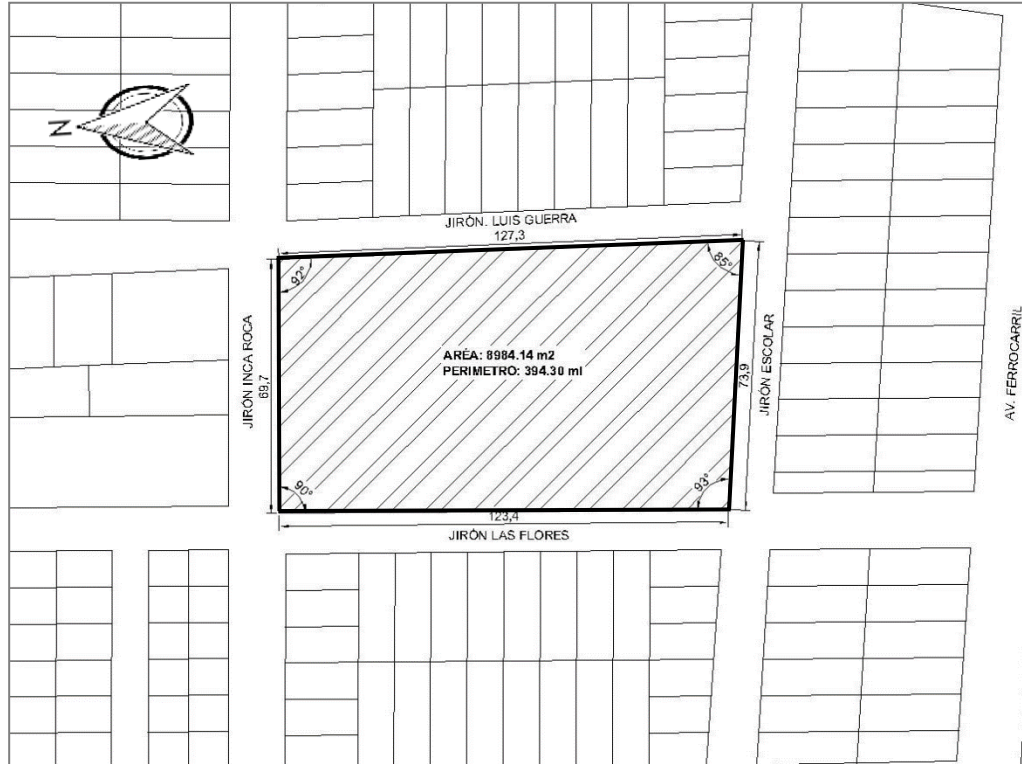 N
JIRÓN. LUIS GUERRA
127,3
92°
85°
JIRÓN INCA ROCA
69,7
AREA: 8984.14 m2
PERIMETRO: 394.30 ml
73,9
JIRÓN ESCOLAR
AV. FERROCARRIL
90°
93°
123,4
JIRÓN LAS FLORES